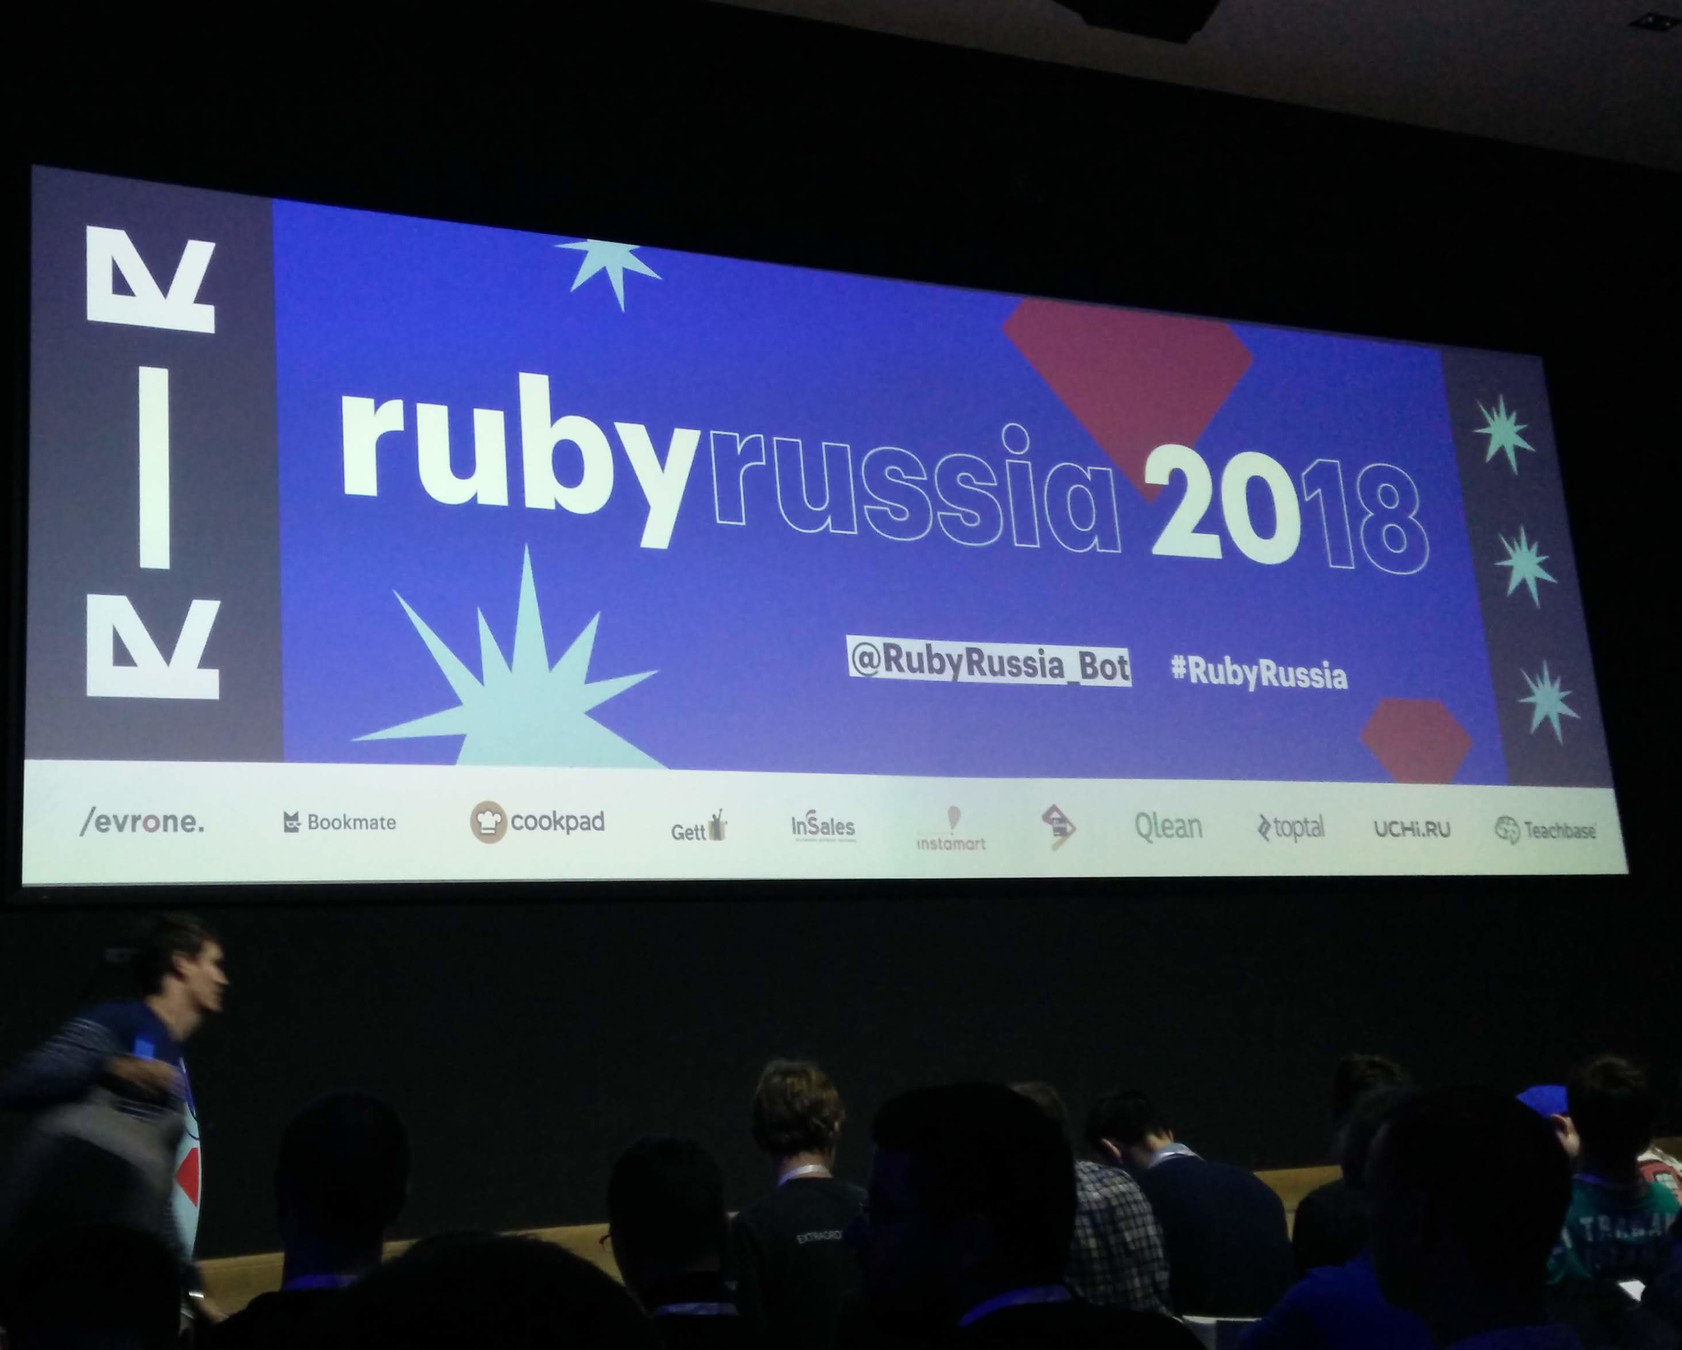 R — R
rubyrussia 2018
@RubyRussia_Bot #RubyRussia
/evrone. Bookmate cookpad Gett InSales instamart Qlean toptal UCHi.RU Teachbase